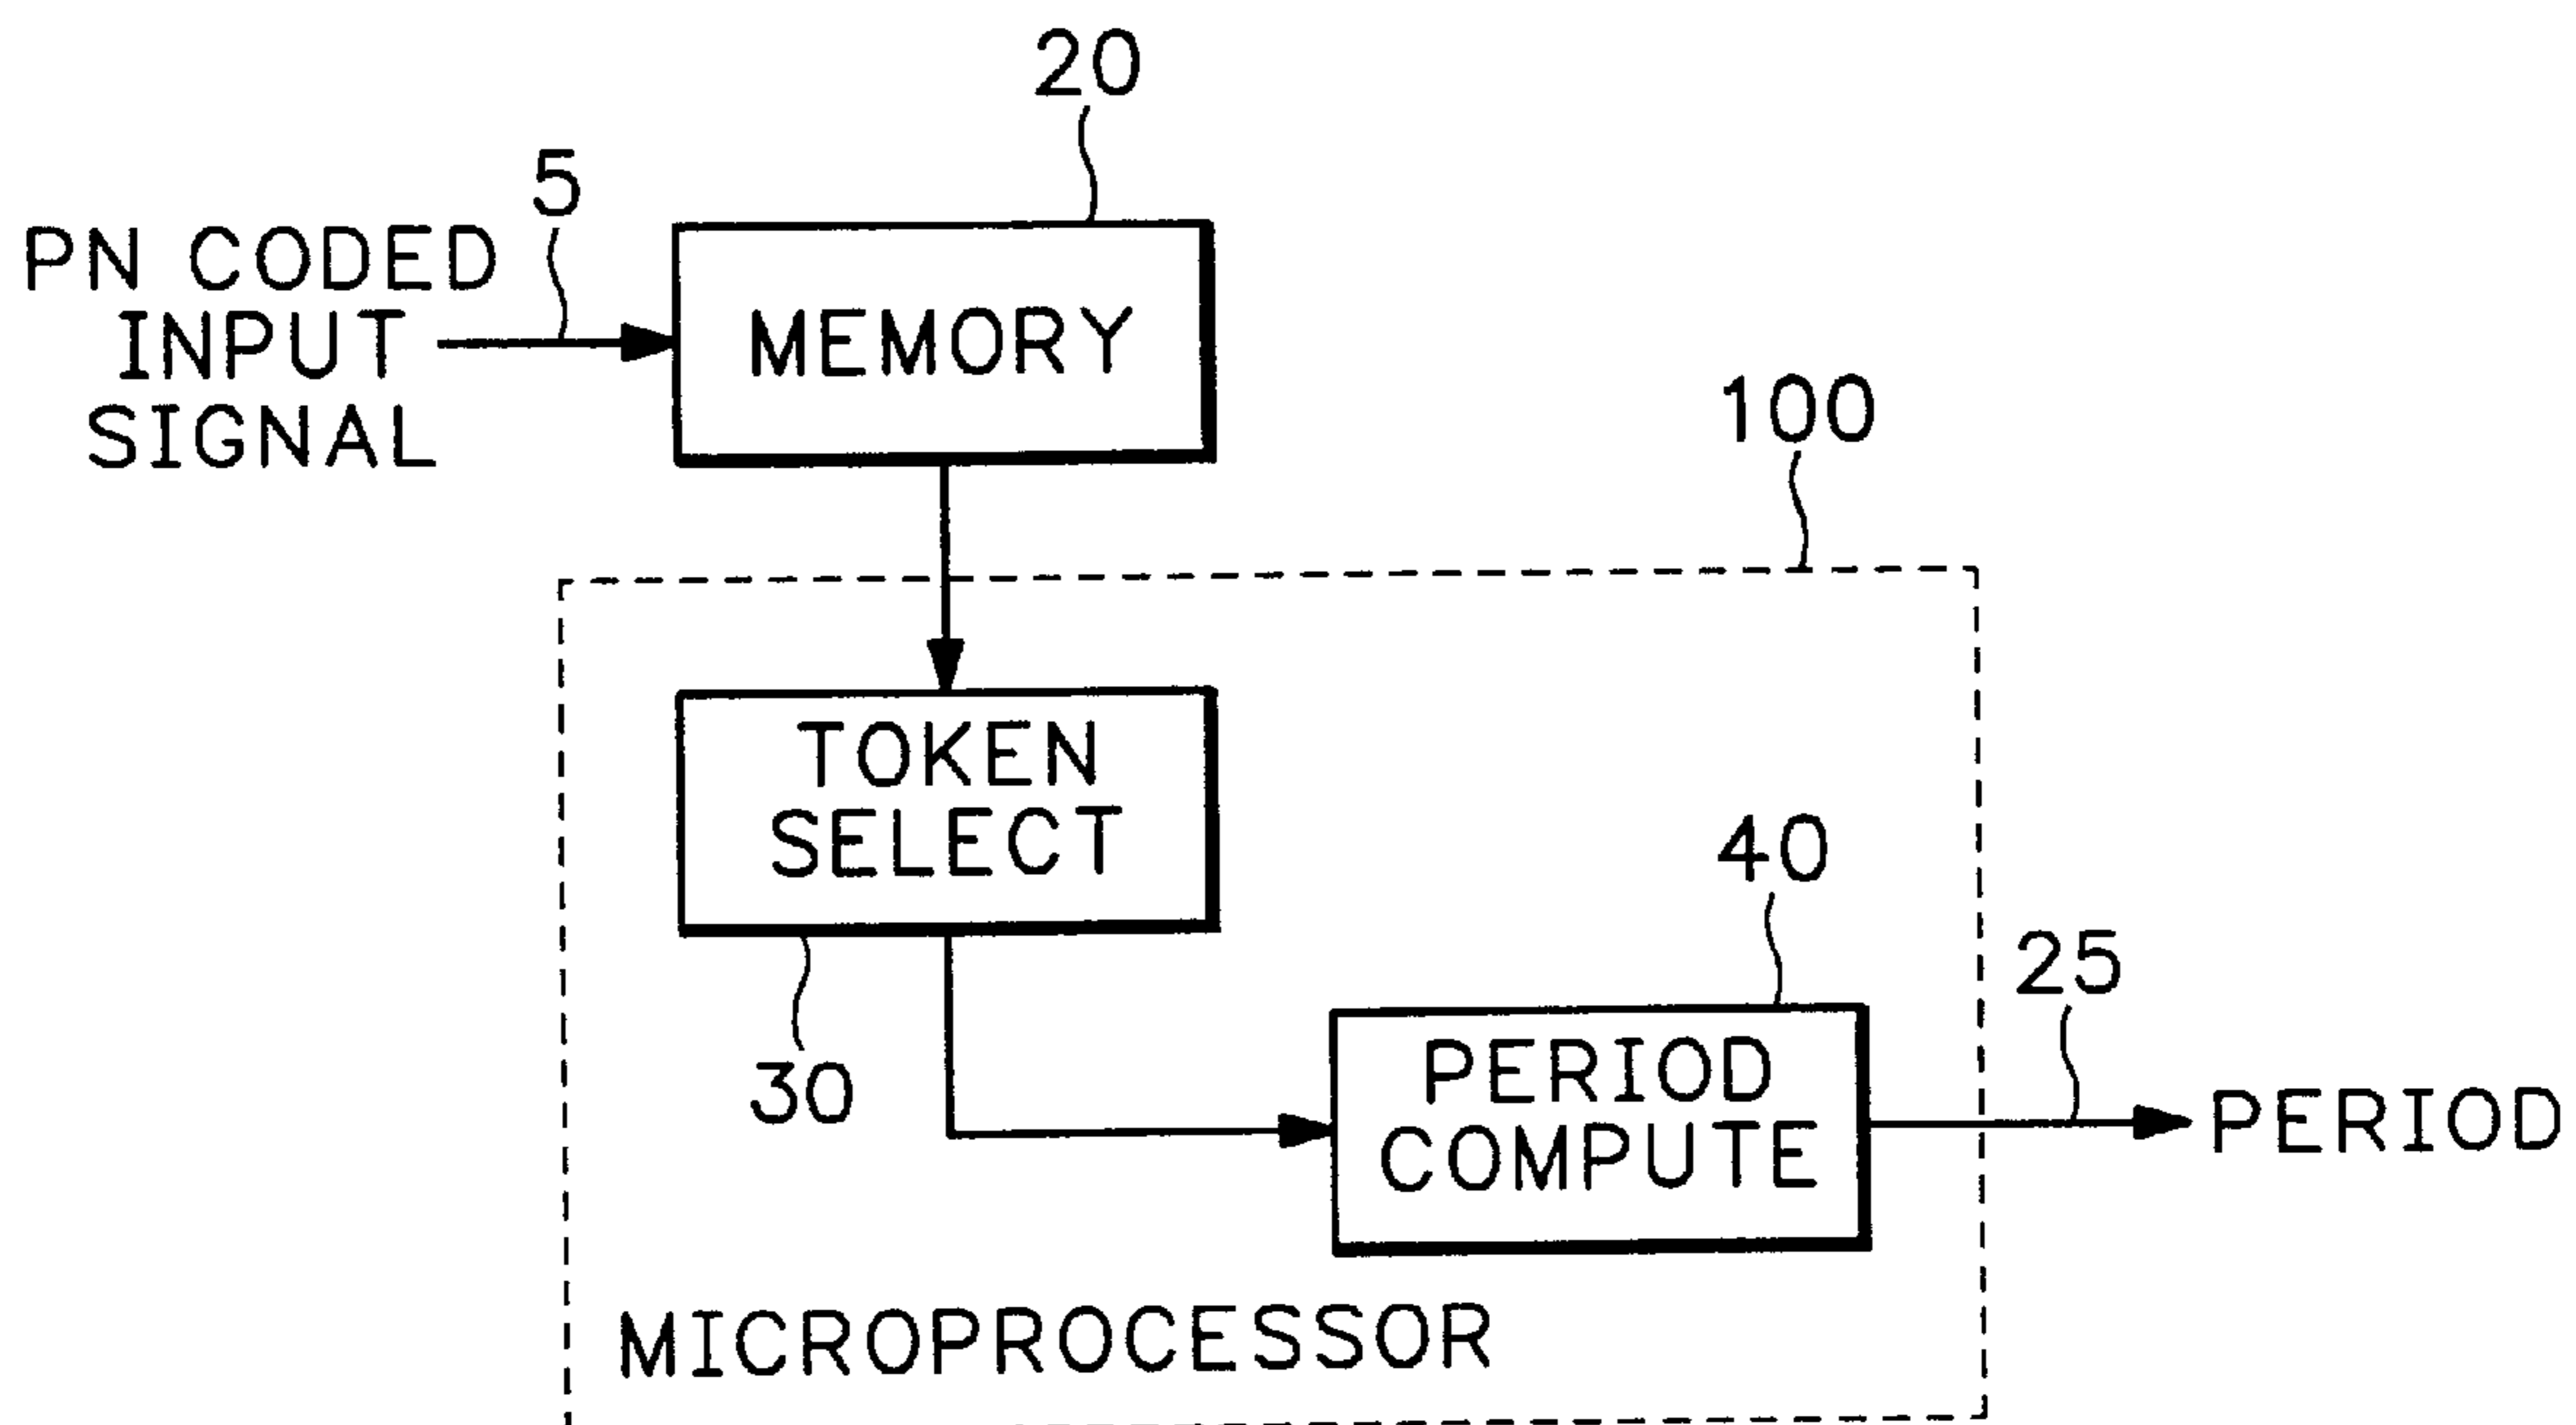 20
5
PN CODED
INPUT
SIGNAL
MEMORY
100
TOKEN
SELECT
40
25
30
PERIOD
COMPUTE
PERIOD
MICROPROCESSOR